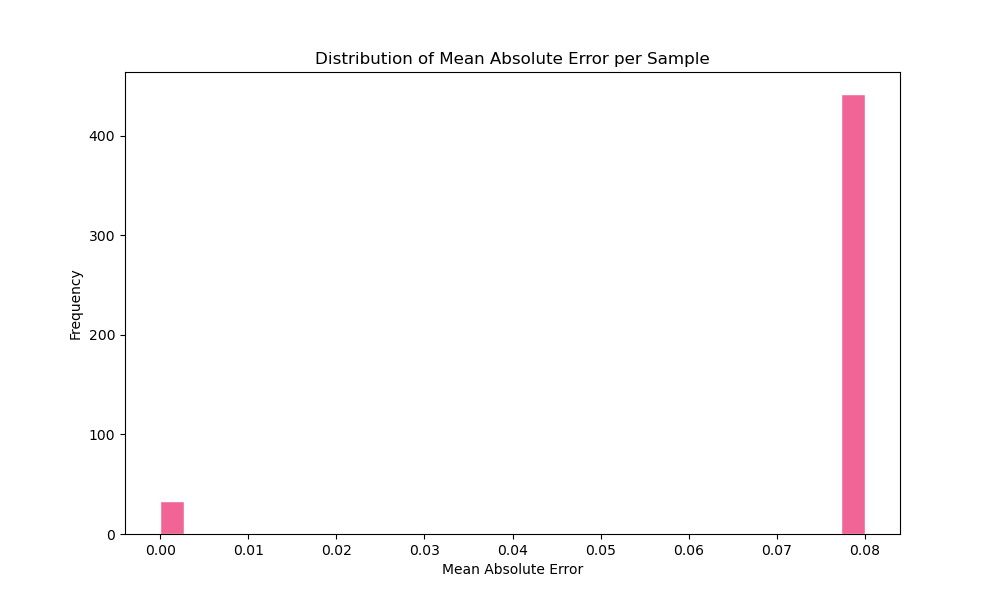 Distribution of Mean Absolute Error per Sample
Frequency
400
300
200
100
0
0.00 0.01 0.02 0.03 0.04 0.05 0.06 0.07 0.08
Mean Absolute Error